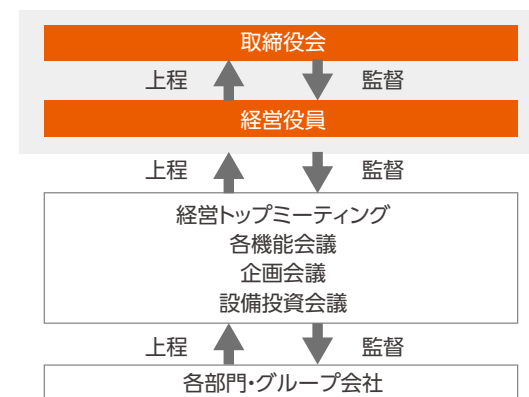 取締役会
上程 監督
経営役員
上程 監督
経営トップミーティング
各機能会議
企画会議
設備投資会議
上程 監督
各部門・グループ会社